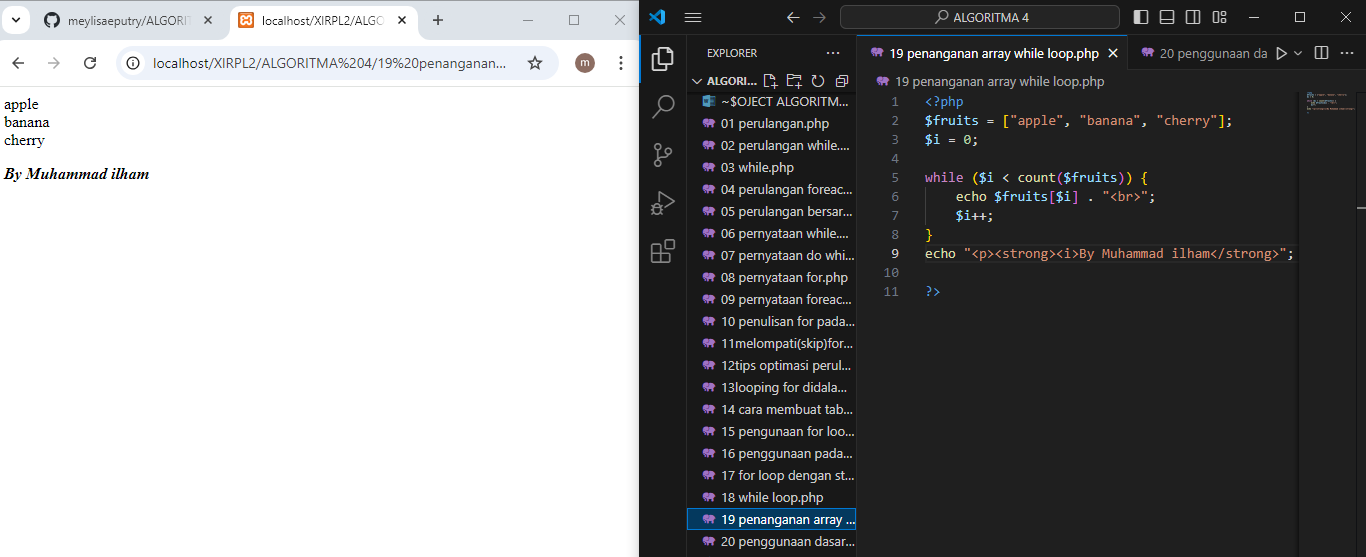 meylisaeputry/ALGORIT
localhost/XIRPL2/ALGO
localhost/XIRPL2/ALGORITMA%204/19%20penanganan...
m
apple
banana
cherry
By Muhammad ilham
ALGORITMA 4
EXPLORER
ALGORI...
~$OJECT ALGORITM...
01 perulangan.php
02 perulangan while....
03 while.php
04 perulangan foreac...
05 perulangan bersar...
06 pernyataan while....
07 pernyataan do whi...
08 pernyataan for.php
09 pernyataan foreac...
10 penulisan for pada...
11melompati(skip)for...
12tips optimasi perul...
13looping for didala...
14 cara membuat tab...
15 pengunaan for loo...
16 penggunaan pada...
17 for loop dengan st...
18 while loop.php
19 penanganan array ...
20 penggunaan dasar...
19 penanganan array while loop.php
20 penggunaan da
19 penanganan array while loop.php
1 <?php
2 $fruits = ["apple", "banana", "cherry"];
3 $i = 0;
4
5 while ($i < count($fruits)) {
6 echo $fruits[$i] . "<br>";
7 $i++;
8 }
9 echo "<p><strong><i>By Muhammad ilham</strong>";
10
11 ?>